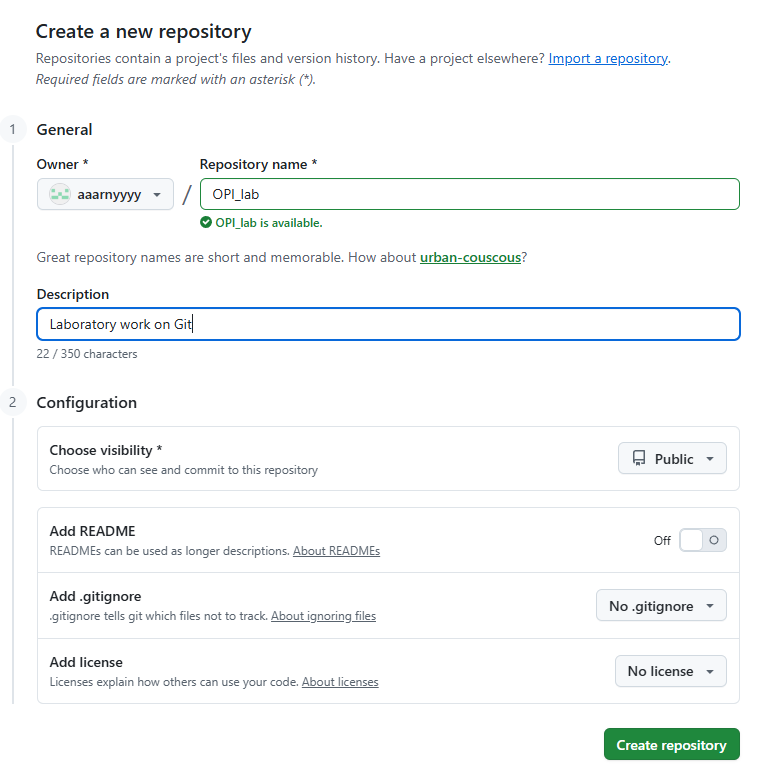 Create a new repository
Repositories contain a project's files and version history. Have a project elsewhere? Import a repository.
Required fields are marked with an asterisk (*).
1 General
Owner * Repository name *
aaarnyyyy / OPI_lab
OPI_lab is available.
Great repository names are short and memorable. How about urban-couscous?
Description
Laboratory work on Git
22 / 350 characters
2 Configuration
Choose visibility *
Choose who can see and commit to this repository
Public
Add README
READMEs can be used as longer descriptions. About READMEs
Off
Add .gitignore
.gitignore tells git which files not to track. About ignoring files
No .gitignore
Add license
Licenses explain how others can use your code. About licenses
No license
Create repository